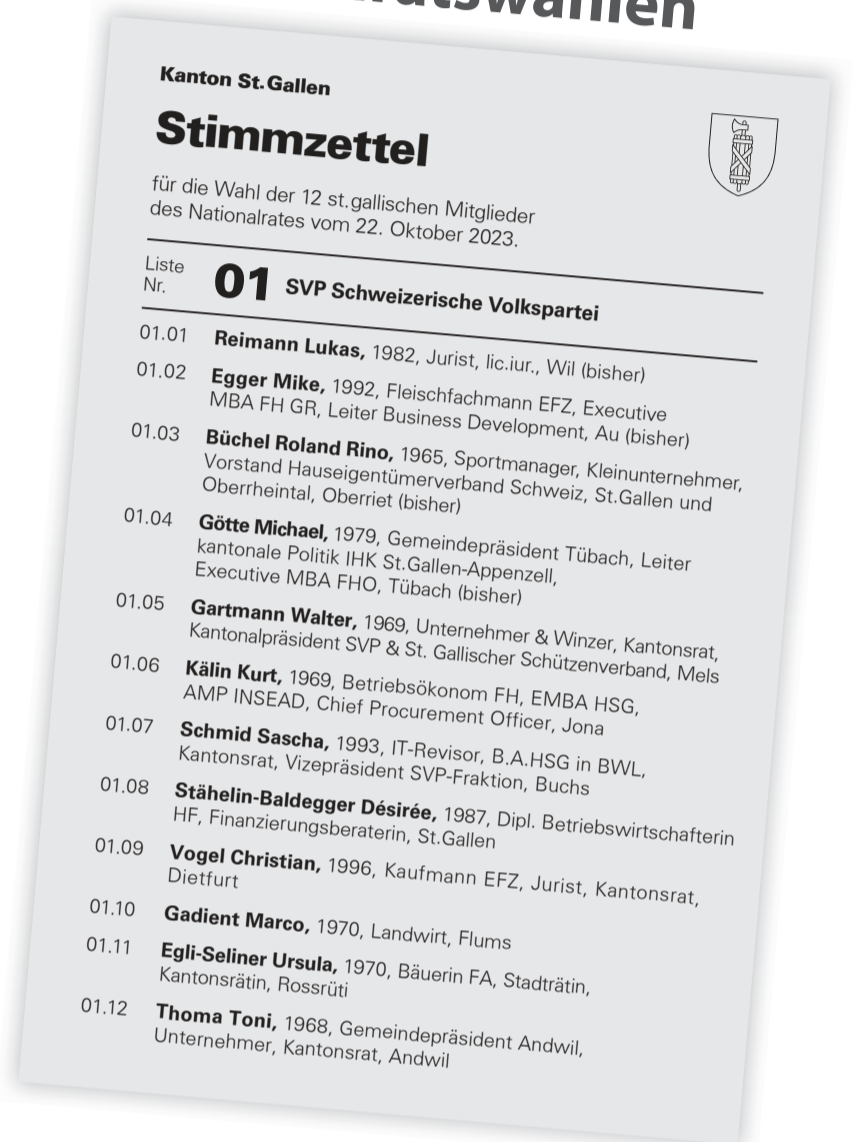 Kanton St.Gallen
Stimmzettel
für die Wahl der 12 st.gallischen Mitglieder
des Nationalrates vom 22. Oktober 2023.
Liste
Nr.
01 SVP Schweizerische Volkspartei
01.01 Reimann Lukas, 1982, Jurist, lic.iur., Wil (bisher)
01.02 Egger Mike, 1992, Fleischfachmann EFZ, Executive
MBA FH GR, Leiter Business Development, Au (bisher)
01.03 Büchel Roland Rino, 1965, Sportmanager, Kleinunternehmer,
Vorstand Hauseigentümerverband Schweiz, St.Gallen und
Oberrheintal, Oberriet (bisher)
01.04 Götte Michael, 1979, Gemeindepräsident Tübach, Leiter
kantonale Politik IHK St.Gallen-Appenzell,
Executive MBA FHO, Tübach (bisher)
01.05 Gartmann Walter, 1969, Unternehmer & Winzer, Kantonsrat,
Kantonalpräsident SVP & St. Gallischer Schützenverband, Mels
01.06 Kälin Kurt, 1969, Betriebsökonom FH, EMBA HSG,
AMP INSEAD, Chief Procurement Officer, Jona
01.07 Schmid Sascha, 1993, IT-Revisor, B.A.HSG in BWL,
Kantonsrat, Vizepräsident SVP-Fraktion, Buchs
01.08 Stähelin-Baldegger Désirée, 1987, Dipl. Betriebswirtschafterin
HF, Finanzierungsberaterin, St.Gallen
01.09 Vogel Christian, 1996, Kaufmann EFZ, Jurist, Kantonsrat,
Dietfurt
01.10 Gadient Marco, 1970, Landwirt, Flums
01.11 Egli-Seliner Ursula, 1970, Bäuerin FA, Stadträtin,
Kantonsrätin, Rossrüti
01.12 Thoma Toni, 1968, Gemeindepräsident Andwil,
Unternehmer, Kantonsrat, Andwil